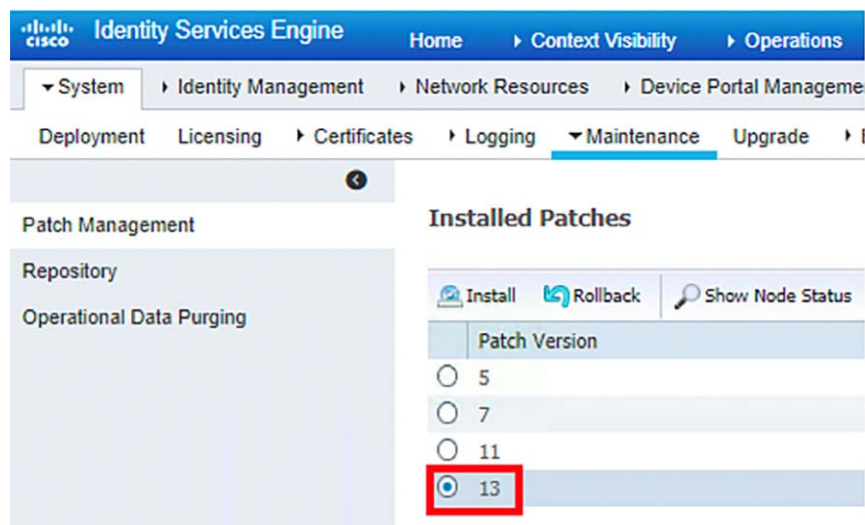 cisco Identity Services Engine Home Context Visibility Operations
System Identity Management Network Resources Device Portal Manageme
Deployment Licensing Certificates Logging Maintenance Upgrade
Patch Management
Repository
Operational Data Purging
Installed Patches
Install Rollback Show Node Status
Patch Version
5
7
11
13